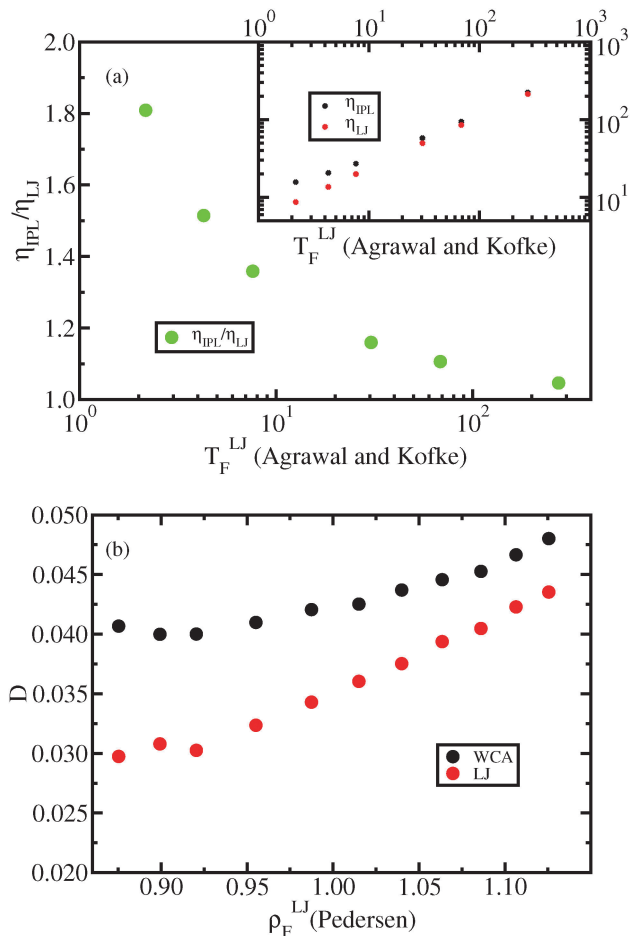 10^0 10^1 10^2 10^3
2.0
(a)
10^3
η_IPL
η_LJ
1.8
10^2
η_IPL/η_LJ
1.6
10^1
T_F^LJ (Agrawal and Kofke)
1.4
η_IPL/η_LJ
1.2
1.0
10^0 10^1 10^2
T_F^LJ (Agrawal and Kofke)
0.050
(b)
0.045
0.040
D
0.035
WCA
LJ
0.030
0.025
0.020
0.90 0.95 1.00 1.05 1.10
ρ_F^LJ (Pedersen)